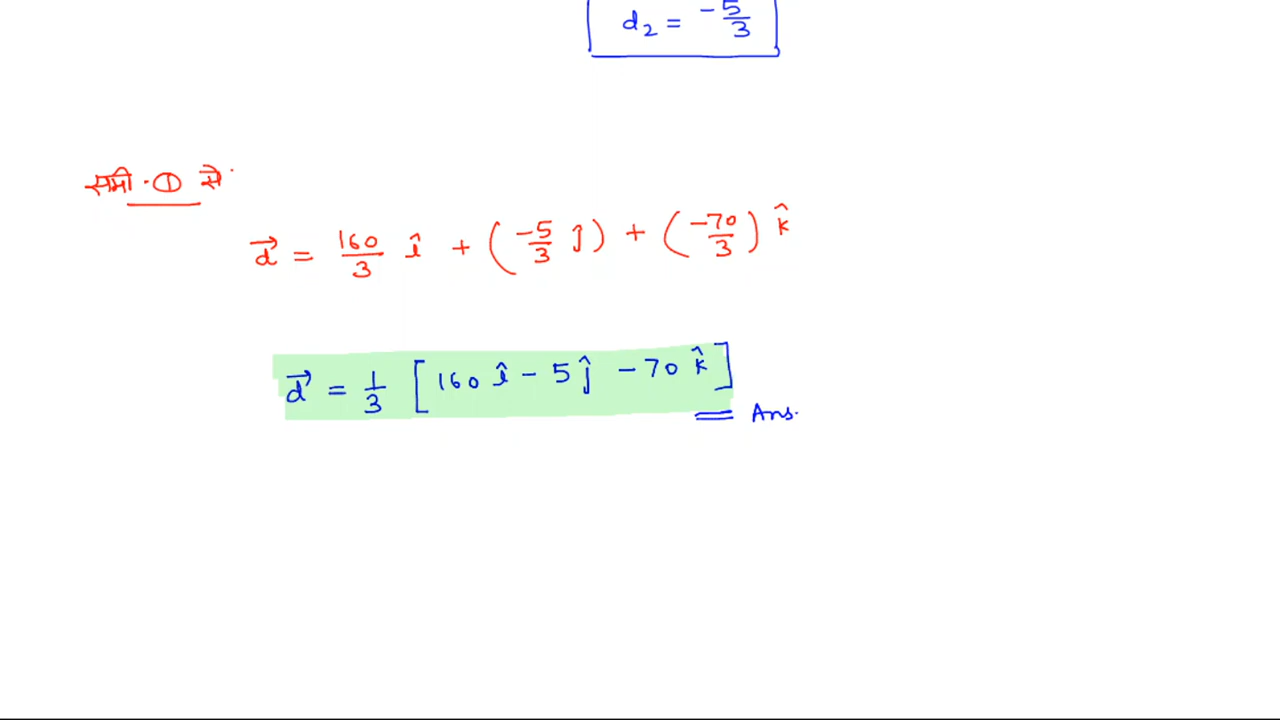 d₂ = -5/3
समी. ① से
d⃗ = 160/3 î + (-5/3 ĵ) + (-70/3) k̂
d⃗ = 1/3 [160 î - 5 ĵ - 70 k̂]
Ans.